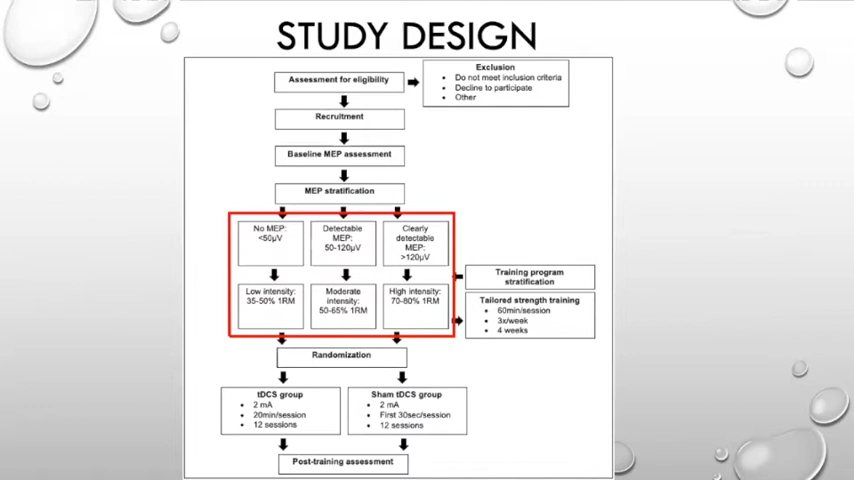 STUDY DESIGN
Assessment for eligibility
Exclusion
• Do not meet inclusion criteria
• Decline to participate
• Other
Recruitment
Baseline MEP assessment
MEP stratification
No MEP:
<50µV
Detectable
MEP:
50-120µV
Clearly
detectable
MEP:
>120µV
Training program
stratification
Low intensity:
35-50% 1RM
Moderate
intensity:
50-65% 1RM
High intensity:
70-80% 1RM
Tailored strength training
• 60min/session
• 3x/week
• 4 weeks
Randomization
tDCS group
• 2 mA
• 20min/session
• 12 sessions
Sham tDCS group
• 2 mA
• First 30sec/session
• 12 sessions
Post-training assessment